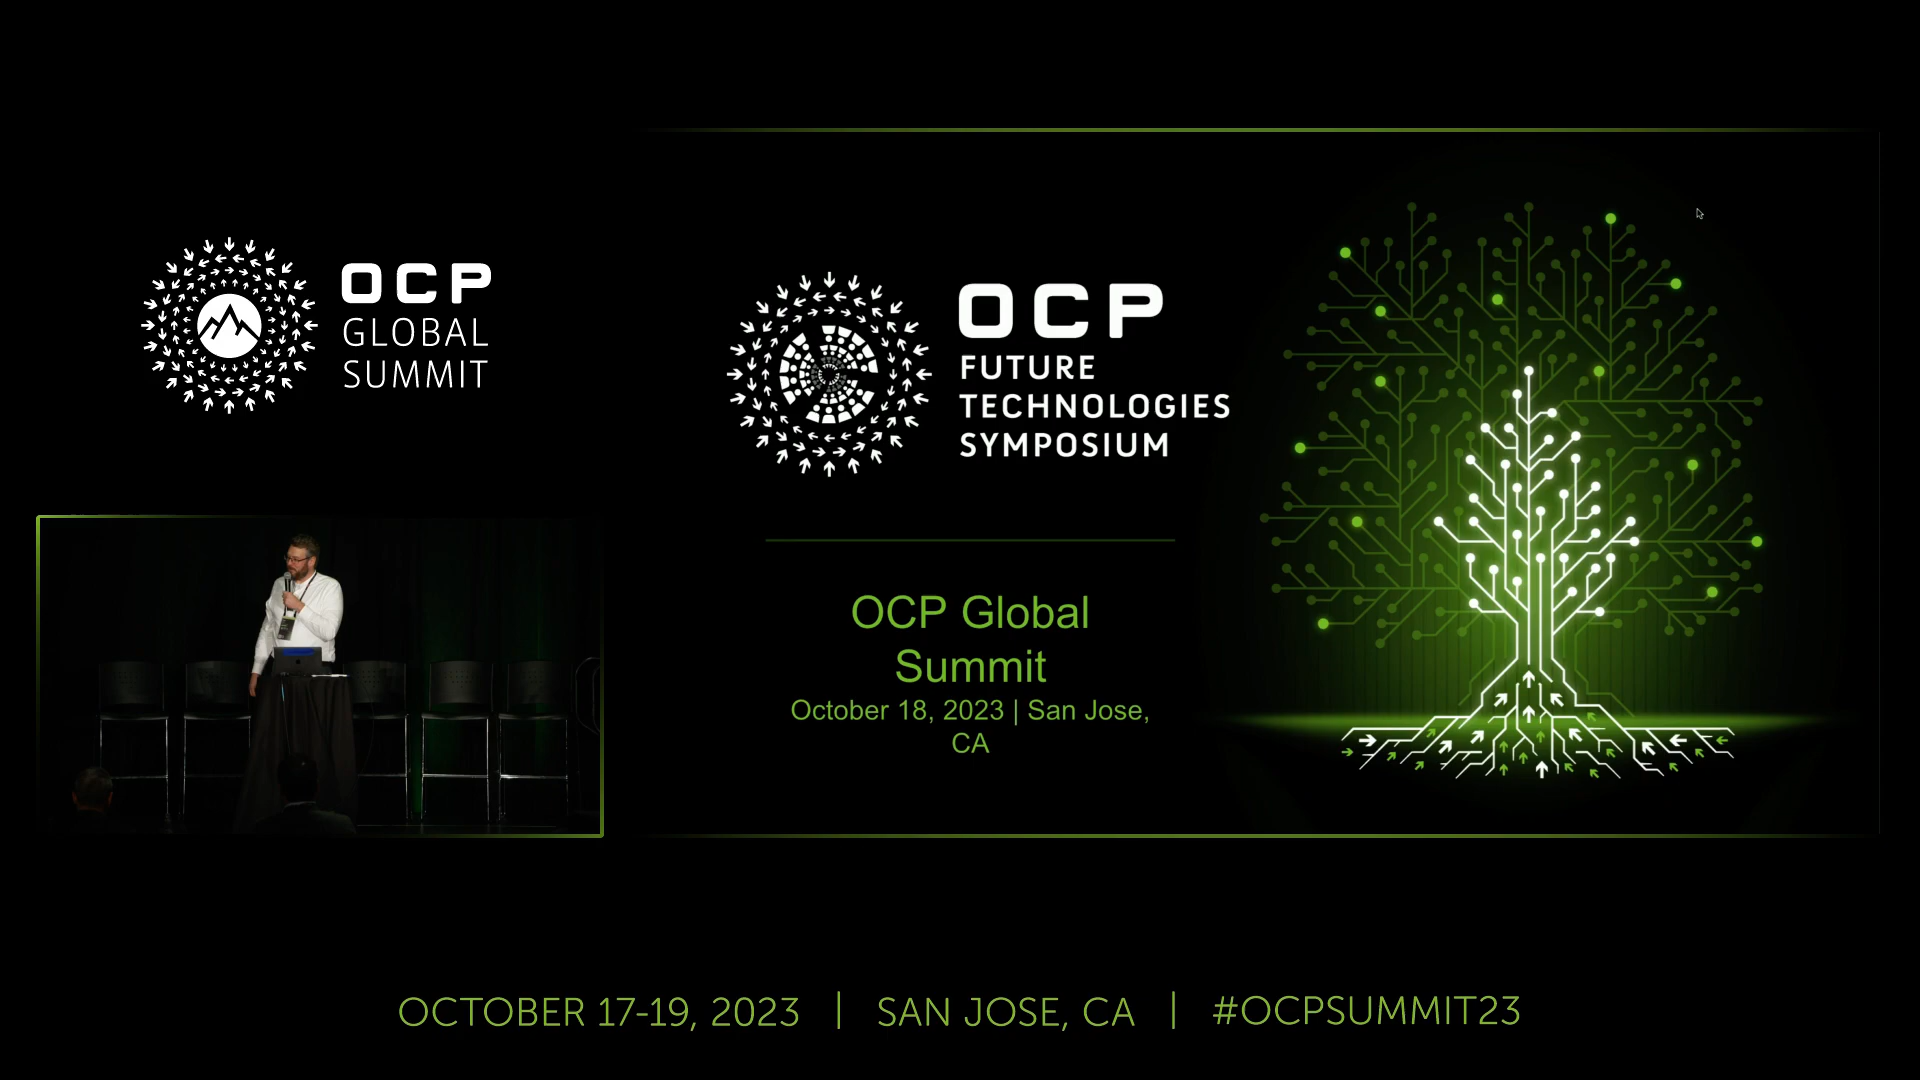 OCP
GLOBAL
SUMMIT
OCP
FUTURE
TECHNOLOGIES
SYMPOSIUM
OCP Global
Summit
October 18, 2023 | San Jose,
CA
OCTOBER 17-19, 2023 | SAN JOSE, CA | #OCPSUMMIT23